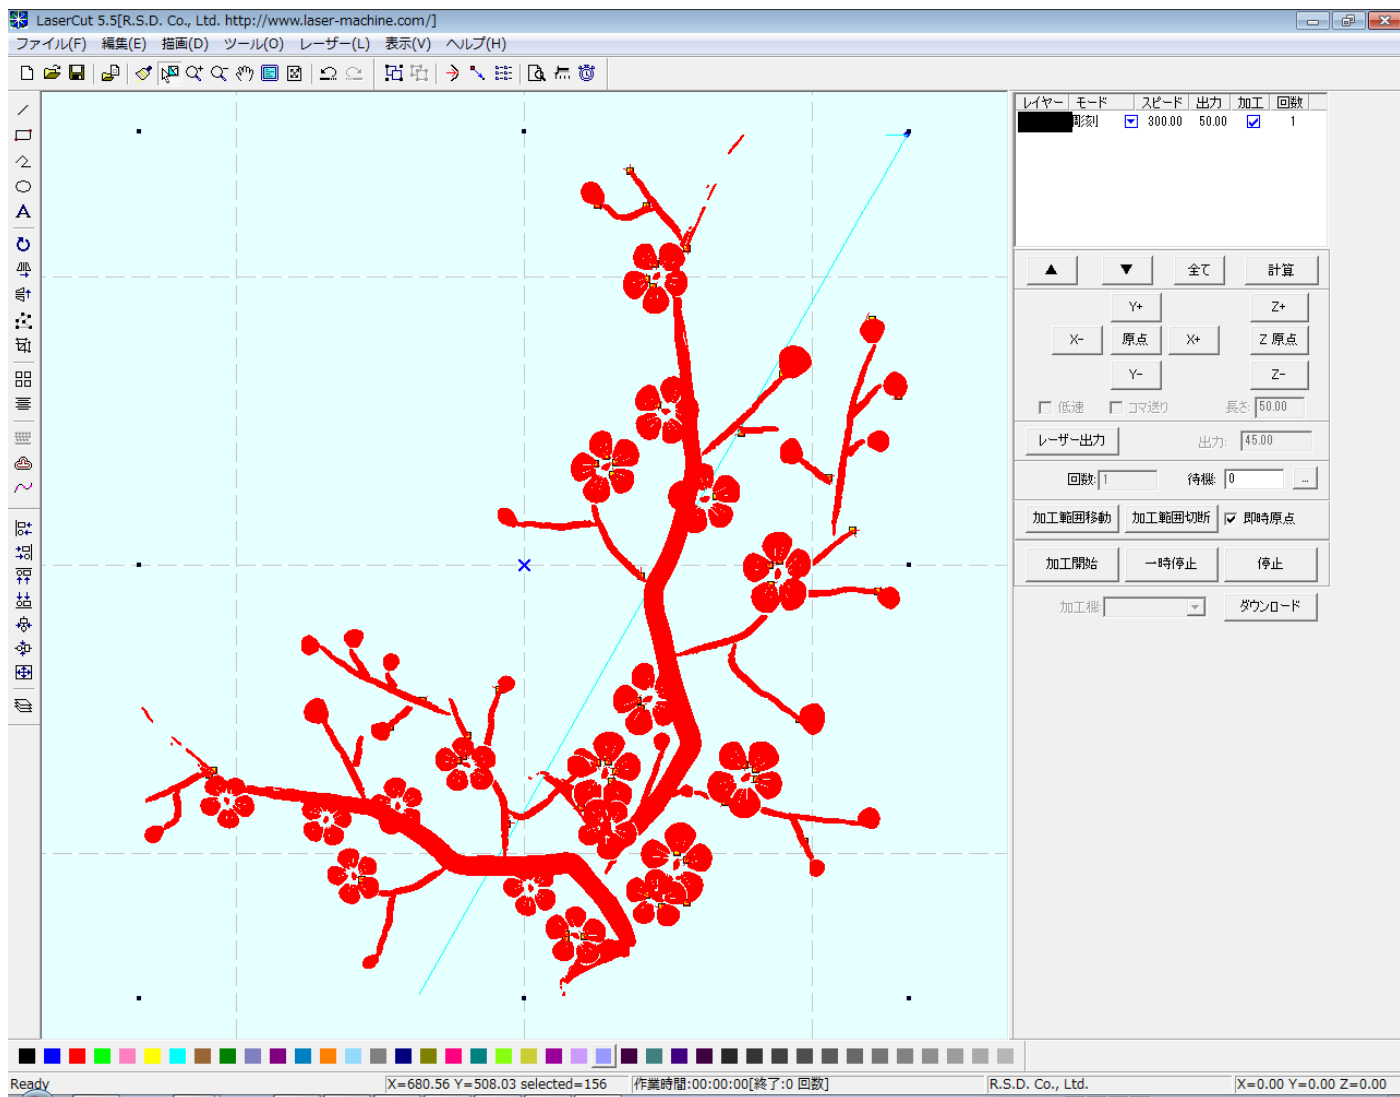 LaserCut 5.5[R.S.D. Co., Ltd. http://www.laser-machine.com/]
ファイル(F) 編集(E) 描画(D) ツール(O) レーザー(L) 表示(V) ヘルプ(H)
レイヤー モード スピード 出力 加工 回数
彫刻 300.00 50.00 1
▲ ▼ 全て 計算
Y+ Z+
X- 原点 X+ Z 原点
Y- Z-
低速 コマ送り 長さ: 50.00
レーザー出力 出力: 45.00
回数: 1 待機: 0 ...
加工範囲移動 加工範囲切断 即時原点
加工開始 一時停止 停止
加工機: ダウンロード
Ready X=680.56 Y=508.03 selected=156 作業時間:00:00:00[終了:0 回数] R.S.D. Co., Ltd. X=0.00 Y=0.00 Z=0.00